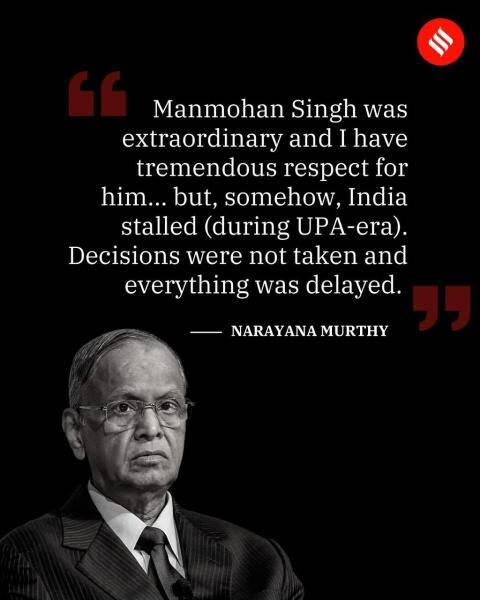 Manmohan Singh was
extraordinary and I have
tremendous respect for
him... but, somehow, India
stalled (during UPA-era).
Decisions were not taken and
everything was delayed.
NARAYANA MURTHY